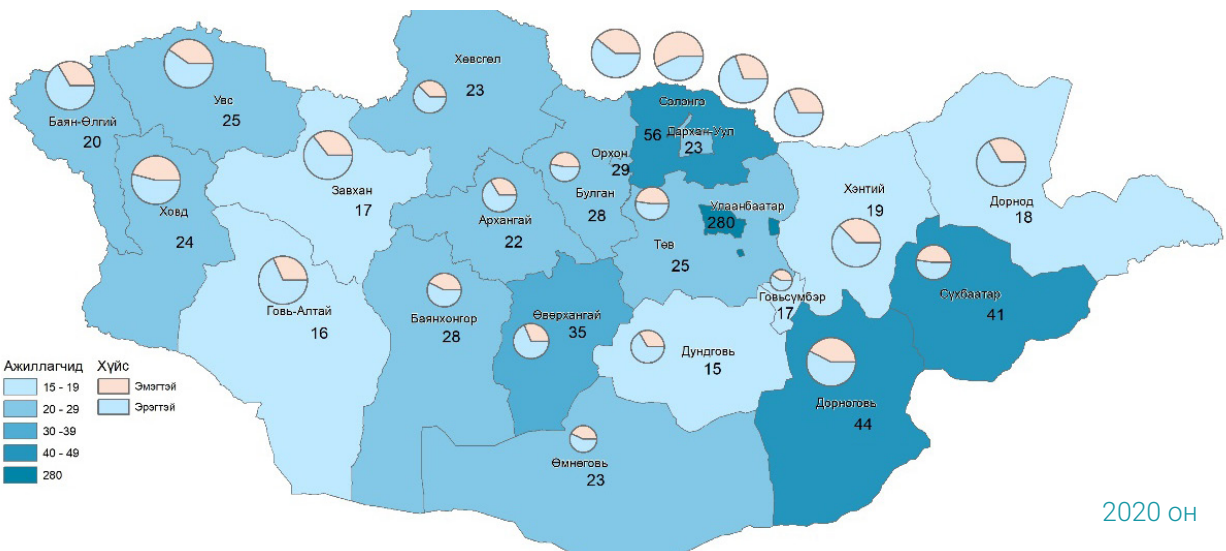 Хөвсгөл
23
Увс
25
Баян-Өлгий
20
Сэлэнгэ
56
Дархан-Уул
23
Орхон
29
Завхан
17
Ховд
24
Архангай
22
Булган
28
Улаанбаатар
280
Төв
25
Хэнтий
19
Дорнод
18
Говь-Алтай
16
Баянхонгор
28
Өвөрхангай
35
Говьсүмбэр
17
Сүхбаатар
41
Дундговь
15
Дорноговь
44
Өмнөговь
23
Ажиллагчид
15 - 19
20 - 29
30 -39
40 - 49
280
Хүйс
Эмэгтэй
Эрэгтэй
2020 он